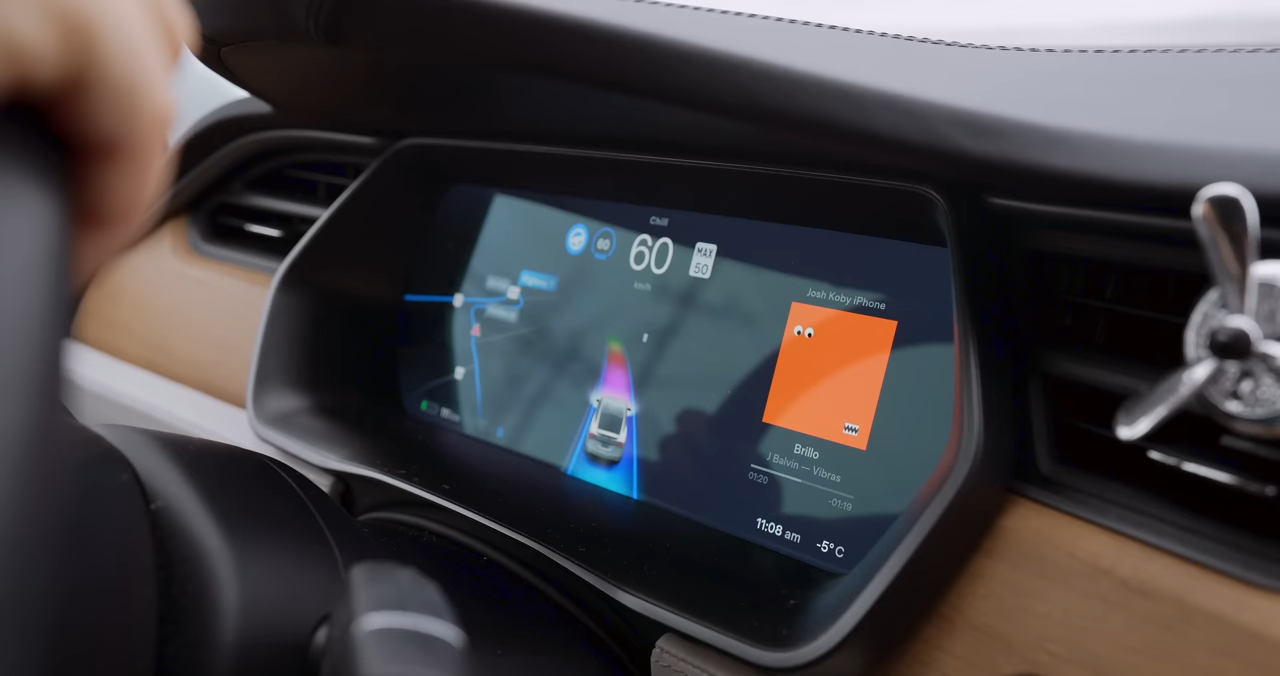 Chill
60
60
MAX
50
km/h
Josh Koby iPhone
Brillo
J Balvin — Vibras
01:20
-01:19
11:08 am
-5°C